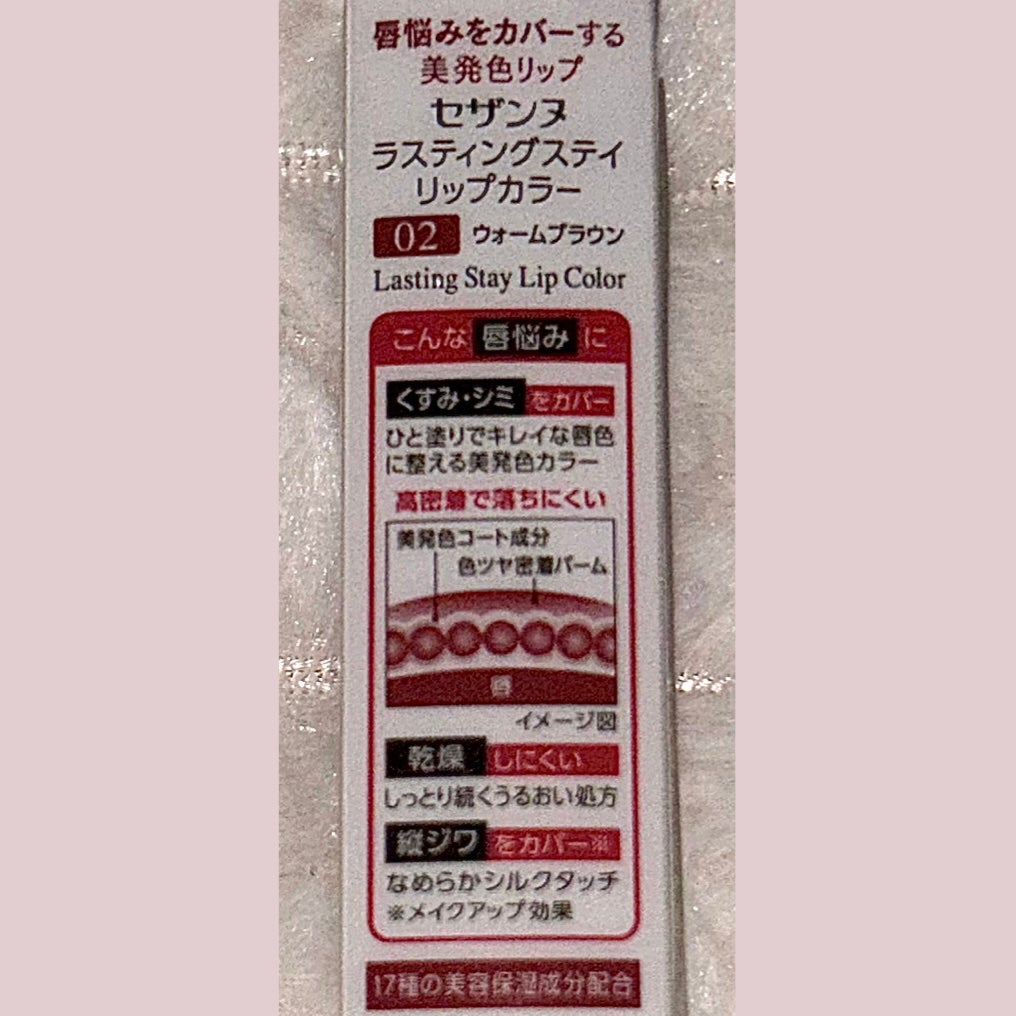 唇悩みをカバーする
美発色リップ
セザンヌ
ラスティングステイ
リップカラー
02 ウォームブラウン
Lasting Stay Lip Color
こんな唇悩みに
くすみ・シミをカバー
ひと塗りでキレイな唇色
に整える美発色カラー
高密着で落ちにくい
美発色コート成分
色ツヤ密着バーム
唇
イメージ図
乾燥しにくい
しっとり続くうるおい処方
縦ジワをカバー※
なめらかシルクタッチ
※メイクアップ効果
17種の美容保湿成分配合